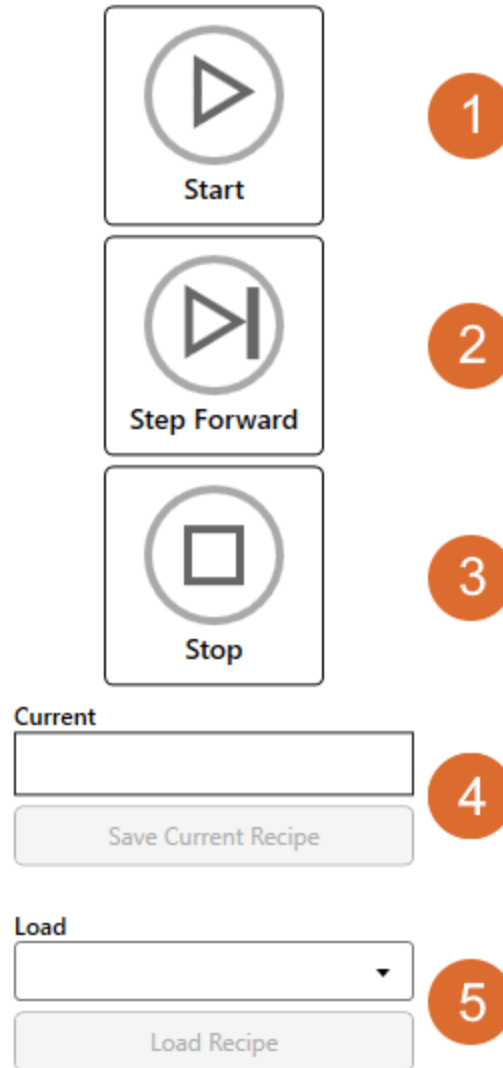 1
Start
2
Step Forward
3
Stop
Current
4
Save Current Recipe
Load
5
Load Recipe